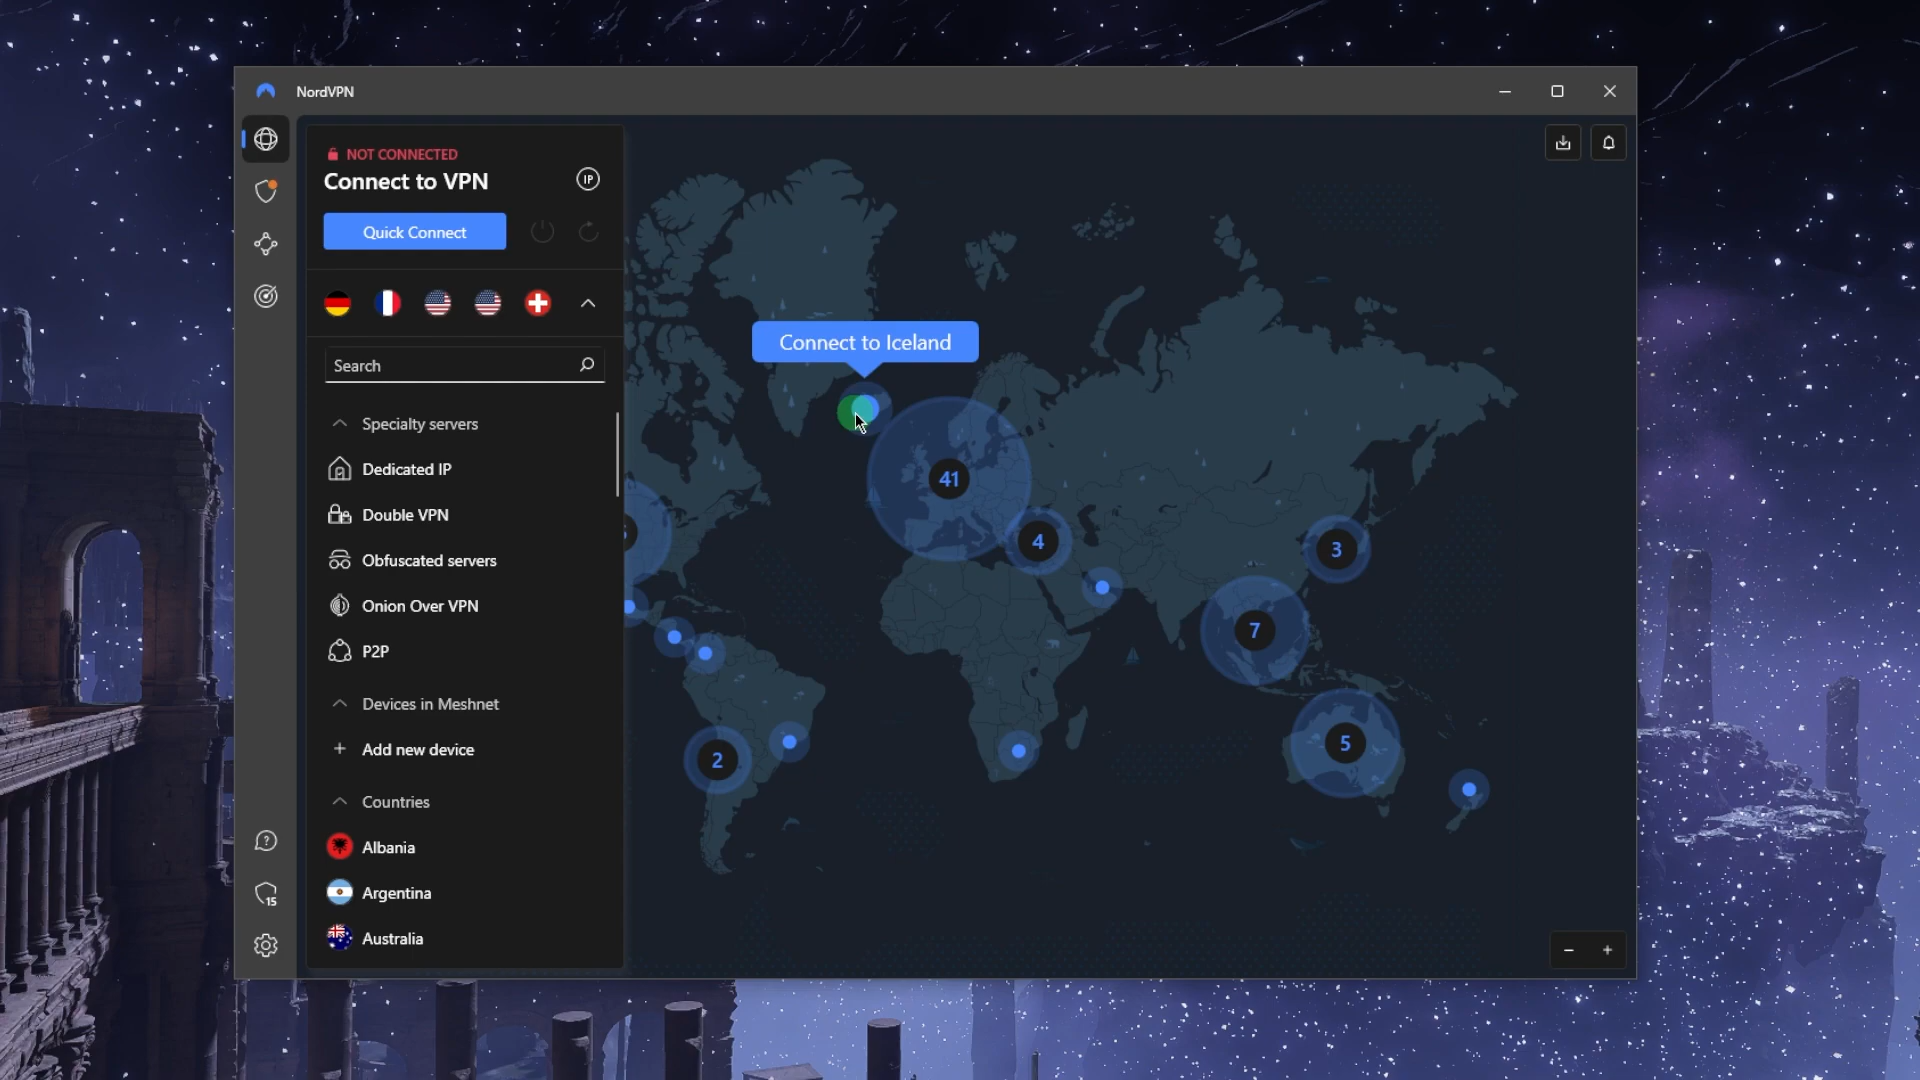 NordVPN
NOT CONNECTED
Connect to VPN
IP
Quick Connect
Search
Specialty servers
Dedicated IP
Double VPN
Obfuscated servers
Onion Over VPN
P2P
Devices in Meshnet
+ Add new device
Countries
Albania
Argentina
Australia
15
Connect to Iceland
41
4
3
7
2
5
- +